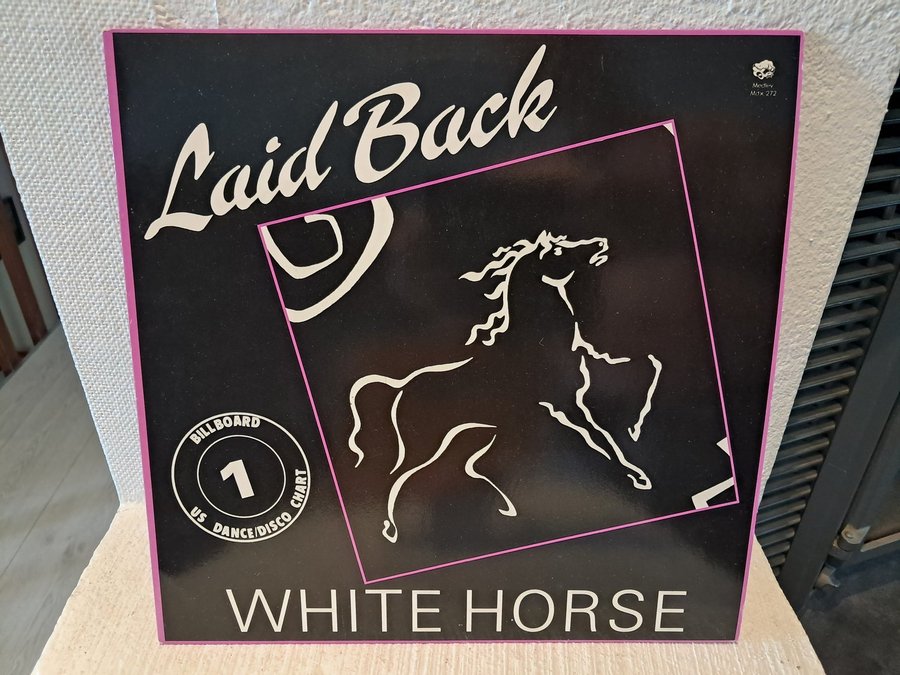 Laid Back
Medley
Mdx 272
BILLBOARD
1
US DANCE/DISCO CHART
WHITE HORSE